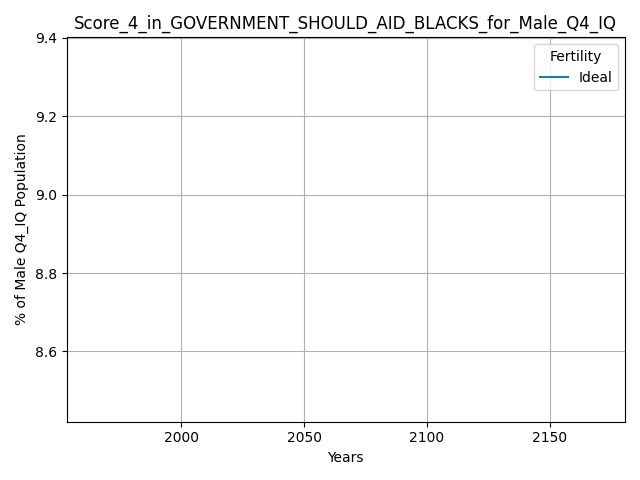 Score_4_in_GOVERNMENT_SHOULD_AID_BLACKS_for_Male_Q4_IQ
Fertility
Ideal
9.4
9.2
9.0
8.8
8.6
% of Male Q4_IQ Population
2000 2050 2100 2150
Years